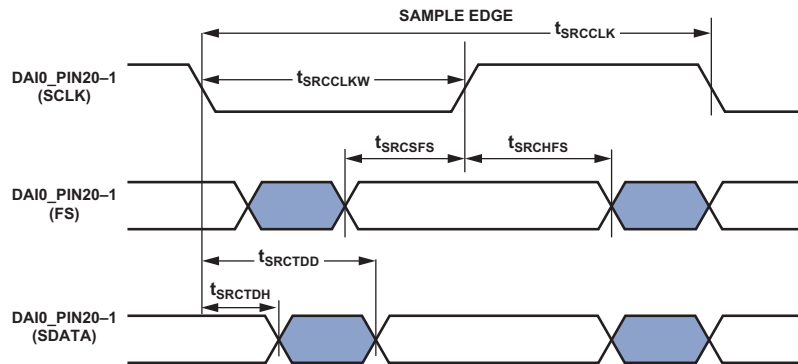 SAMPLE EDGE
tSRCCLK
DAI0_PIN20–1
(SCLK)
tSRCCLKW
tSRCSFS
tSRCHFS
DAI0_PIN20–1
(FS)
tSRCTDD
tSRCTDH
DAI0_PIN20–1
(SDATA)